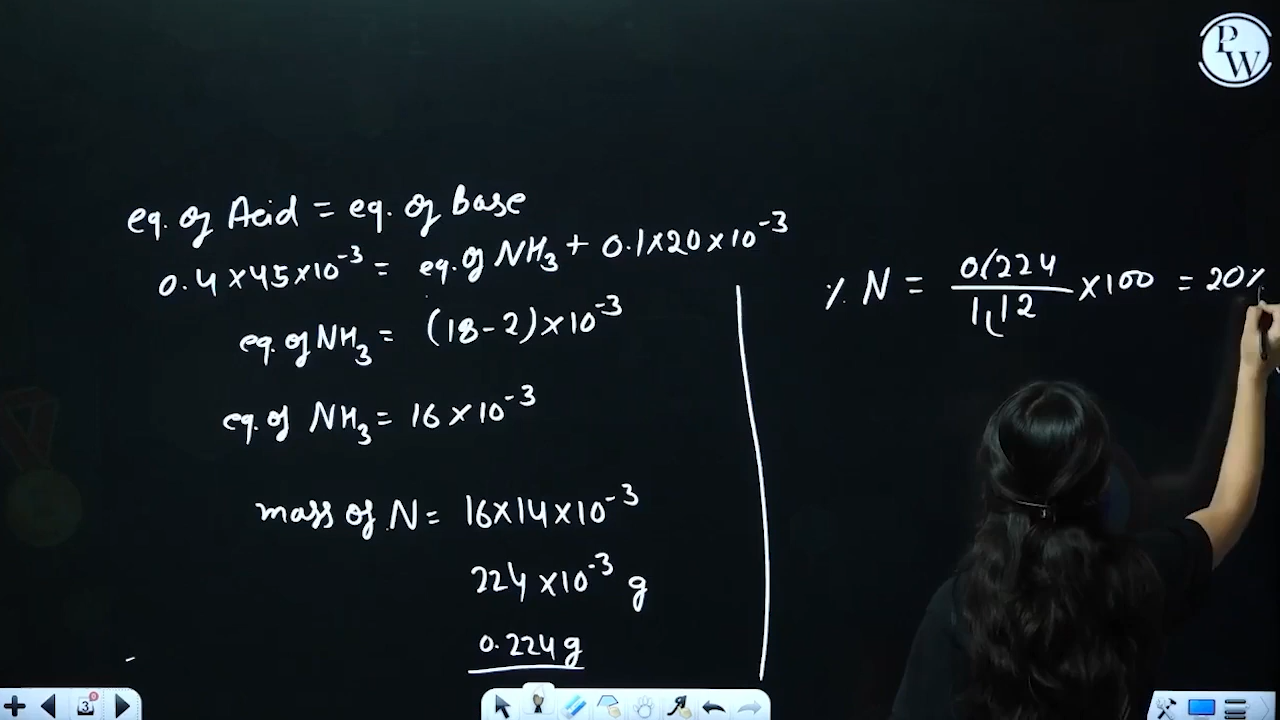 PW
eq. of Acid = eq. of Base
0.4 × 45 × 10⁻³ = eq. of NH₃ + 0.1 × 20 × 10⁻³
eq. of NH₃ = (18 - 2) × 10⁻³
eq. of NH₃ = 16 × 10⁻³
mass of N = 16 × 14 × 10⁻³
224 × 10⁻³ g
0.224 g
% N = 0.224 / 1.12 × 100 = 20%
3